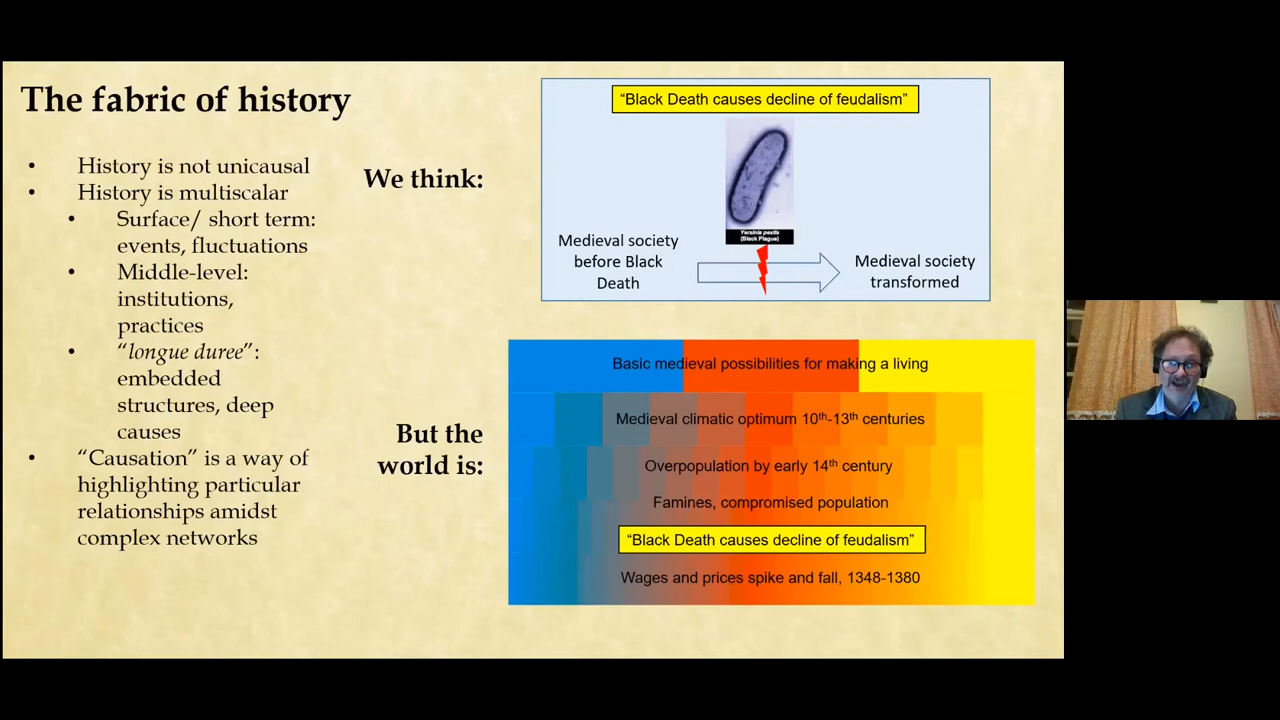 The fabric of history
• History is not unicausal
• History is multiscalar
• Surface/ short term:
events, fluctuations
• Middle-level:
institutions,
practices
• “longue duree”:
embedded
structures, deep
causes
• “Causation” is a way of
highlighting particular
relationships amidst
complex networks
We think:
“Black Death causes decline of feudalism”
Yersinia pestis
(Black Plague)
Medieval society
before Black
Death
Medieval society
transformed
But the
world is:
Basic medieval possibilities for making a living
Medieval climatic optimum 10th-13th centuries
Overpopulation by early 14th century
Famines, compromised population
“Black Death causes decline of feudalism”
Wages and prices spike and fall, 1348-1380